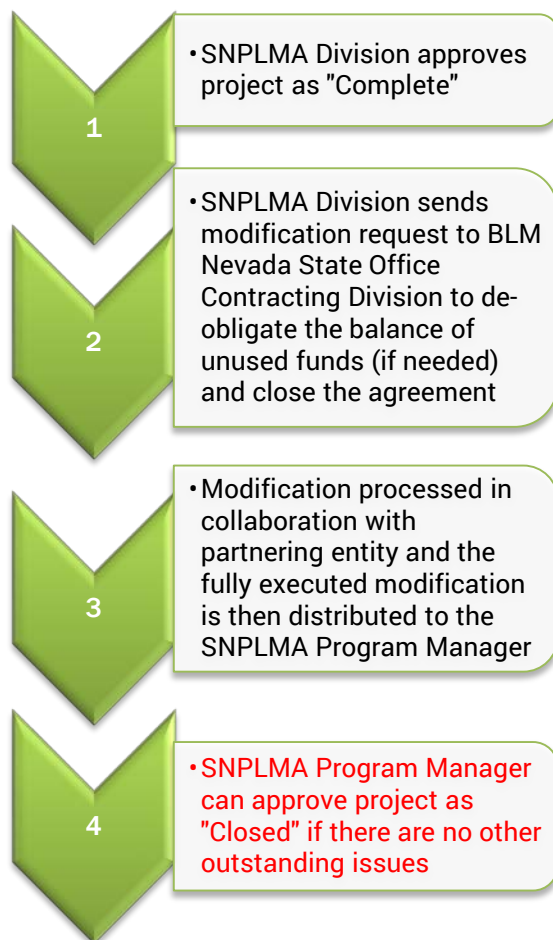 1
•SNPLMA Division approves
project as "Complete"
2
•SNPLMA Division sends
modification request to BLM
Nevada State Office
Contracting Division to de-
obligate the balance of
unused funds (if needed)
and close the agreement
3
•Modification processed in
collaboration with
partnering entity and the
fully executed modification
is then distributed to the
SNPLMA Program Manager
4
•SNPLMA Program Manager
can approve project as
"Closed" if there are no other
outstanding issues